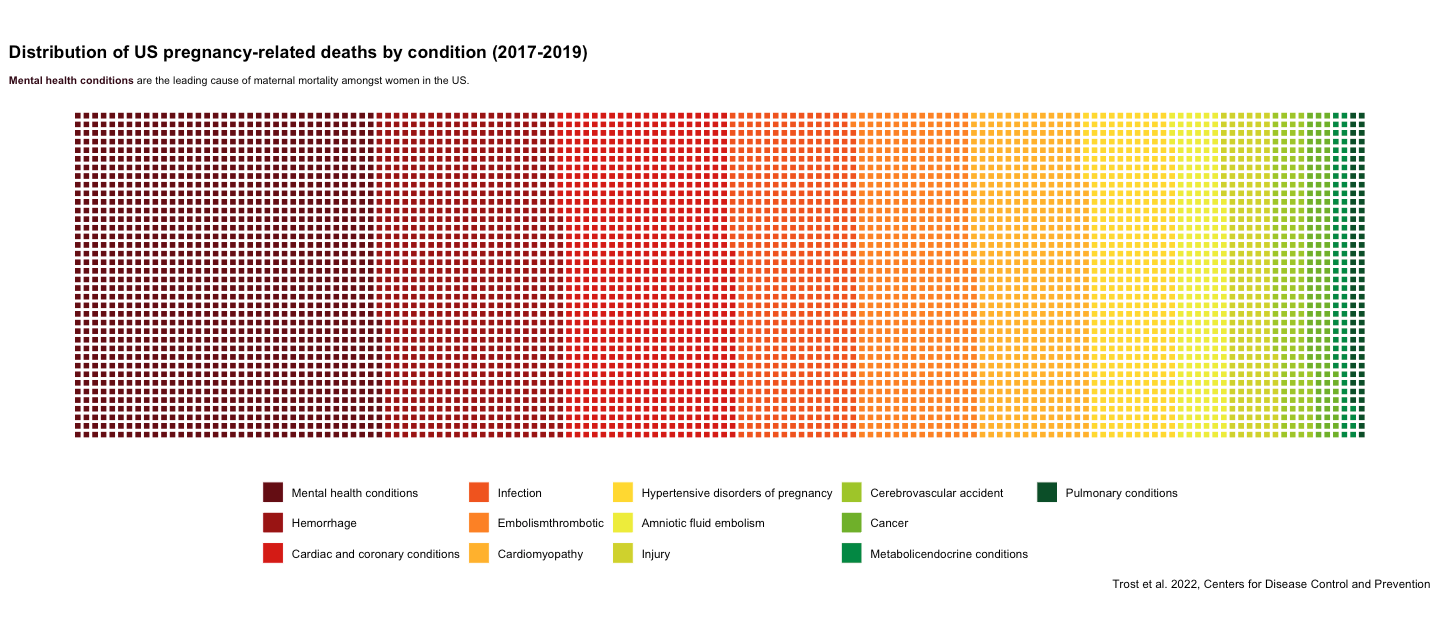 Distribution of US pregnancy-related deaths by condition (2017-2019)
Mental health conditions are the leading cause of maternal mortality amongst women in the US.
Mental health conditions
Hemorrhage
Cardiac and coronary conditions
Infection
Embolismthrombotic
Cardiomyopathy
Hypertensive disorders of pregnancy
Amniotic fluid embolism
Injury
Cerebrovascular accident
Cancer
Metabolicendocrine conditions
Pulmonary conditions
Trost et al. 2022, Centers for Disease Control and Prevention